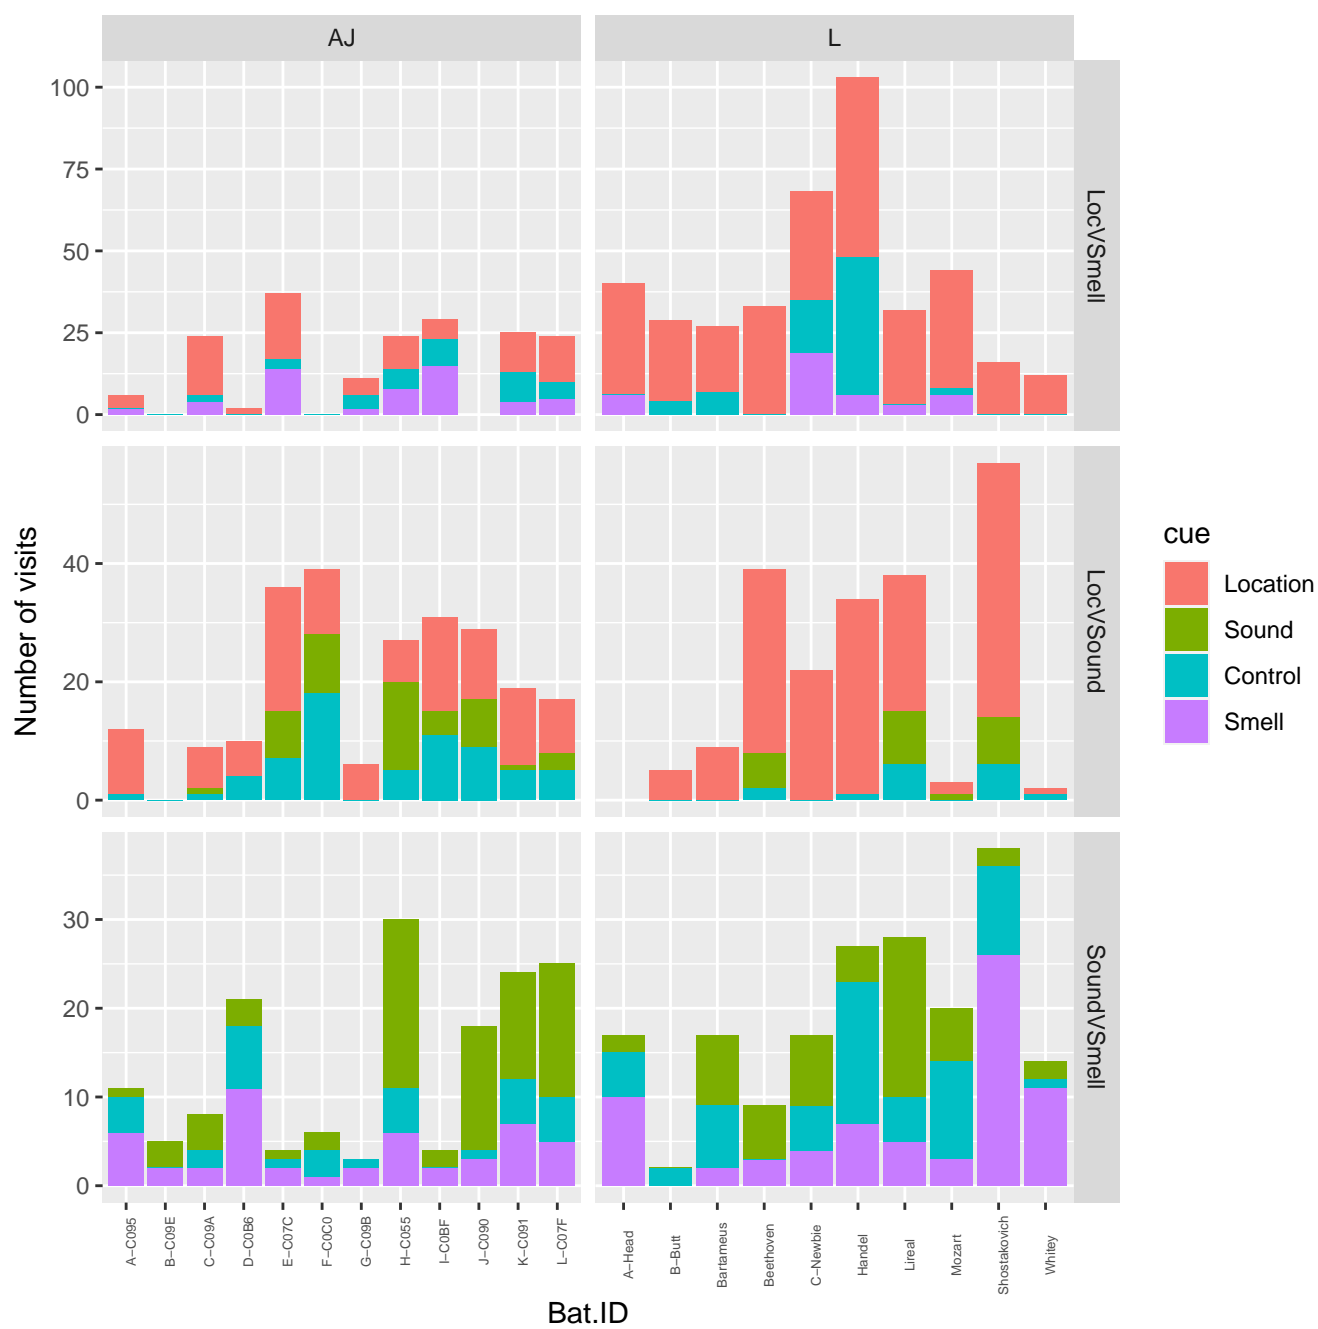 AJ
L
100
75
50
25
0
LocVSmell
40
20
0
LocVSound
30
20
10
0
SoundVSmell
Number of visits
A−C095
B−C09E
C−C09A
D−C0B6
E−C07C
F−C0C0
G−C09B
H−C055
I−C0BF
J−C090
K−C091
L−C07F
A−Head
B−Butt
Bartameus
Beethoven
C−Newbie
Handel
Lireal
Mozart
Shostakovich
Whitey
Bat.ID
cue
Location
Sound
Control
Smell